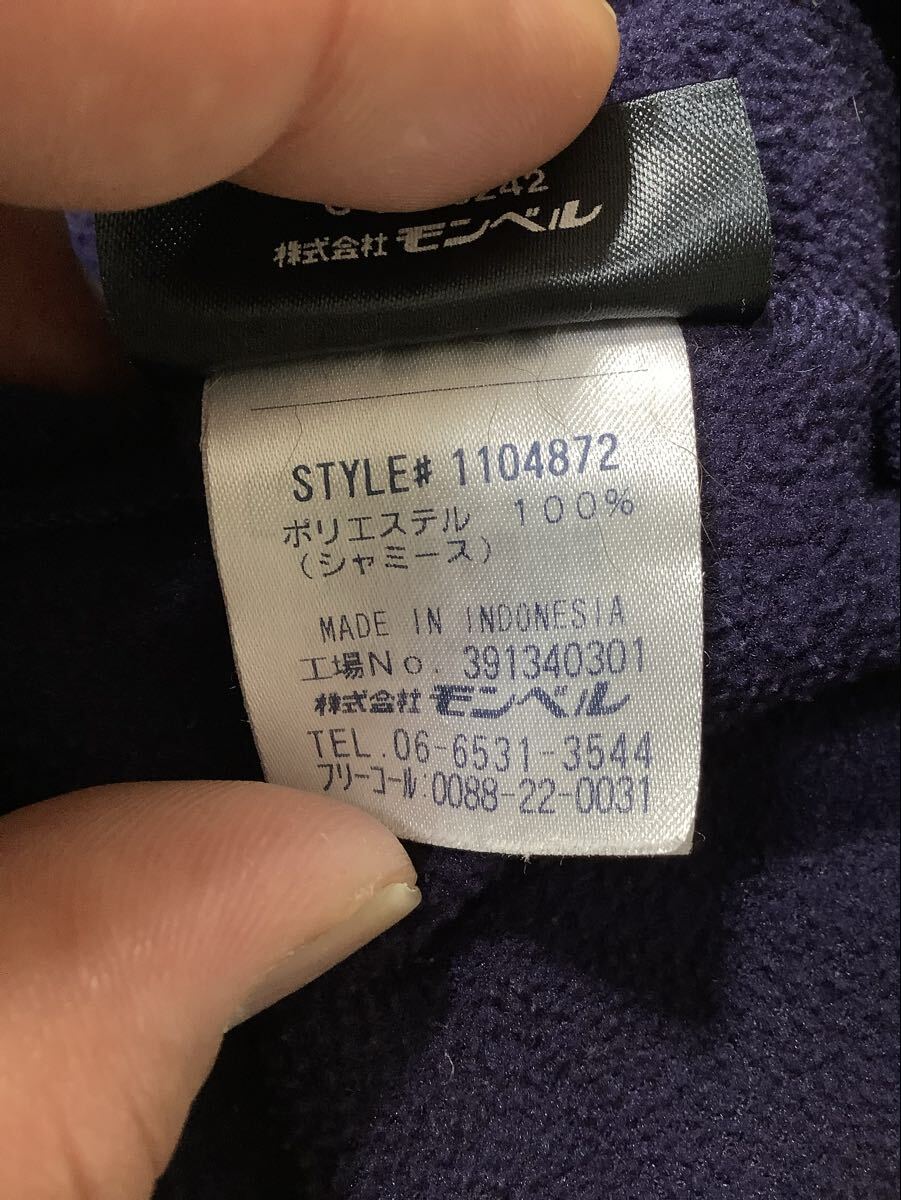 株式会社 モンベル
STYLE# 1104872
ポリエステル 100%
(シャミース)
MADE IN INDONESIA
工場No. 391340301
株式会社 モンベル
TEL.06-6531-3544
フリーコール:0088-22-0031